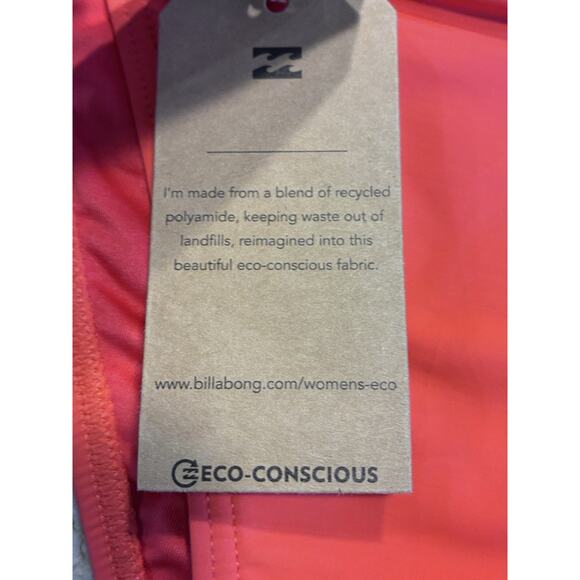 I'm made from a blend of recycled
polyamide, keeping waste out of
landfills, reimagined into this
beautiful eco-conscious fabric.
www.billabong.com/womens-eco
ECO-CONSCIOUS